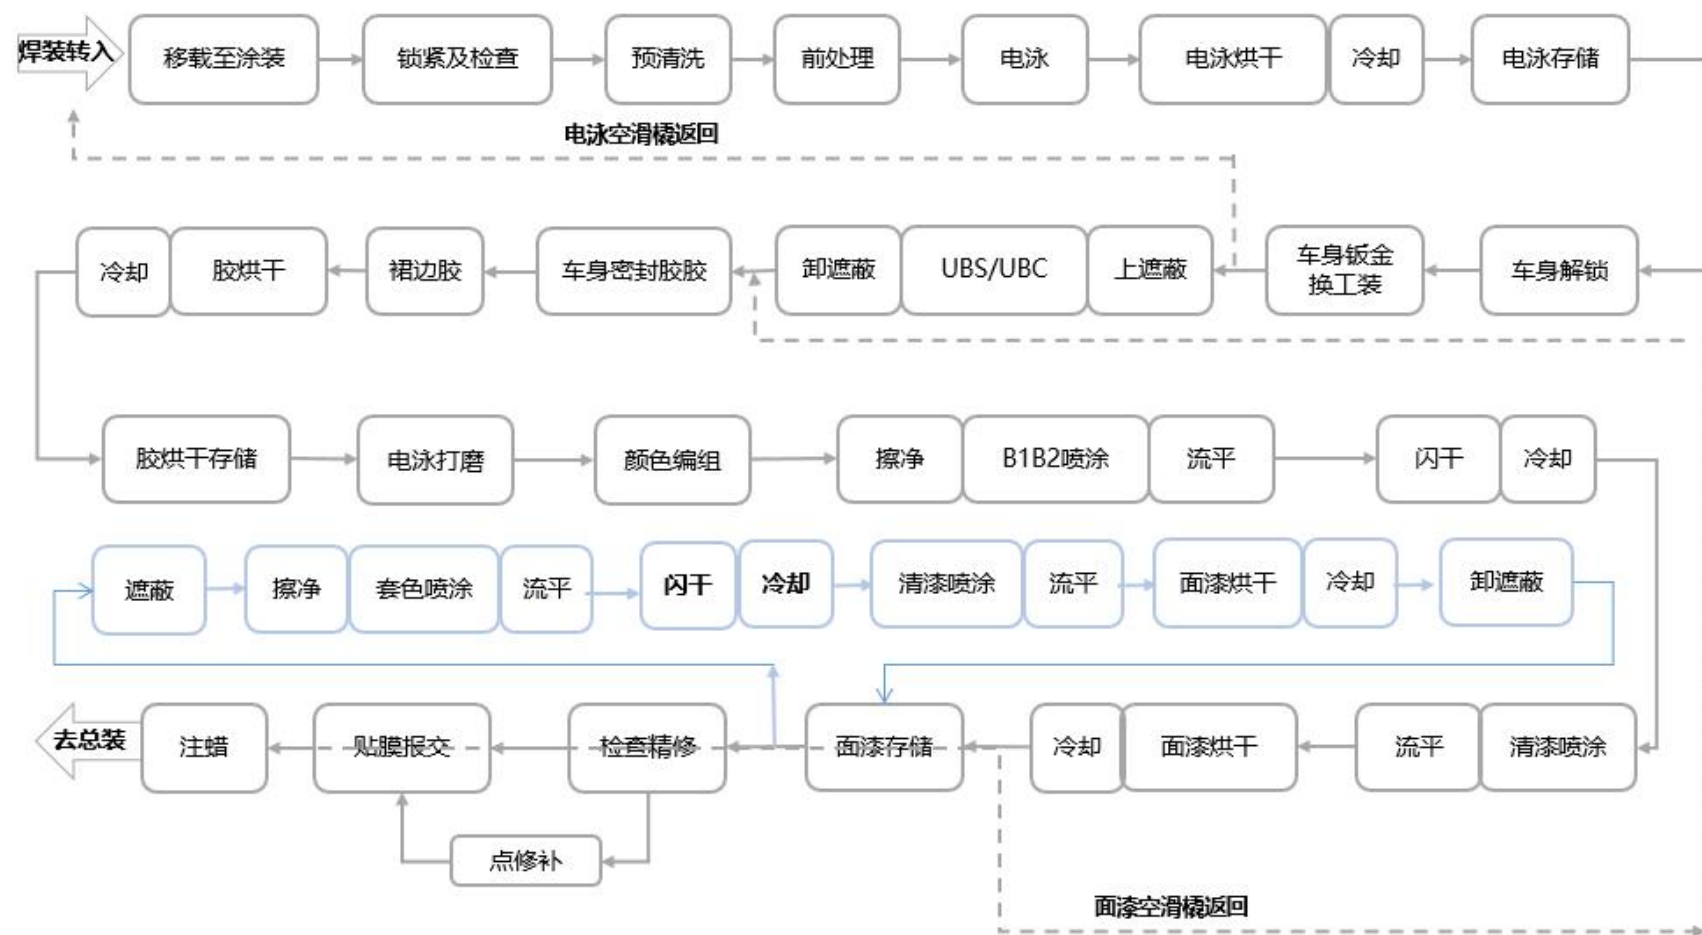 焊装转入
移载至涂装
锁紧及检查
预清洗
前处理
电泳
电泳烘干
冷却
电泳存储
电泳空滑橇返回
冷却
胶烘干
裙边胶
车身密封胶胶
卸遮蔽
UBS/UBC
上遮蔽
车身钣金
换工装
车身解锁
胶烘干存储
电泳打磨
颜色编组
擦净
B1B2喷涂
流平
闪干
冷却
遮蔽
擦净
套色喷涂
流平
闪干
冷却
清漆喷涂
流平
面漆烘干
冷却
卸遮蔽
去总装
注蜡
贴膜报交
检查精修
面漆存储
冷却
面漆烘干
流平
清漆喷涂
点修补
面漆空滑橇返回